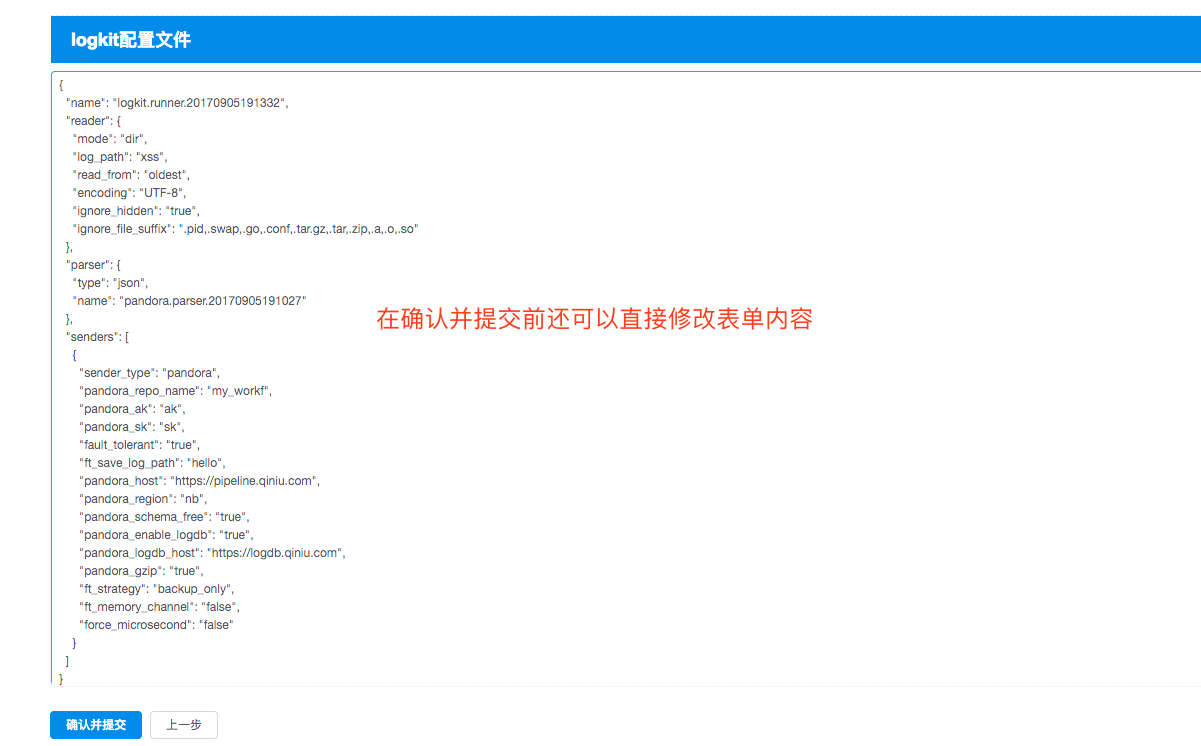 logkit配置文件
{
"name": "logkit.runner.20170905191332",
"reader": {
"mode": "dir",
"log_path": "xss",
"read_from": "oldest",
"encoding": "UTF-8",
"ignore_hidden": "true",
"ignore_file_suffix": ".pid,.swap,.go,.conf,.tar.gz,.tar,.zip,.a,.o,.so"
},
"parser": {
"type": "json",
"name": "pandora.parser.20170905191027"
},
在确认并提交前还可以直接修改表单内容
"senders": [
{
"sender_type": "pandora",
"pandora_repo_name": "my_workf",
"pandora_ak": "ak",
"pandora_sk": "sk",
"fault_tolerant": "true",
"ft_save_log_path": "hello",
"pandora_host": "https://pipeline.qiniu.com",
"pandora_region": "nb",
"pandora_schema_free": "true",
"pandora_enable_logdb": "true",
"pandora_logdb_host": "https://logdb.qiniu.com",
"pandora_gzip": "true",
"ft_strategy": "backup_only",
"ft_memory_channel": "false",
"force_microsecond": "false"
}
]
}
确认并提交 上一步